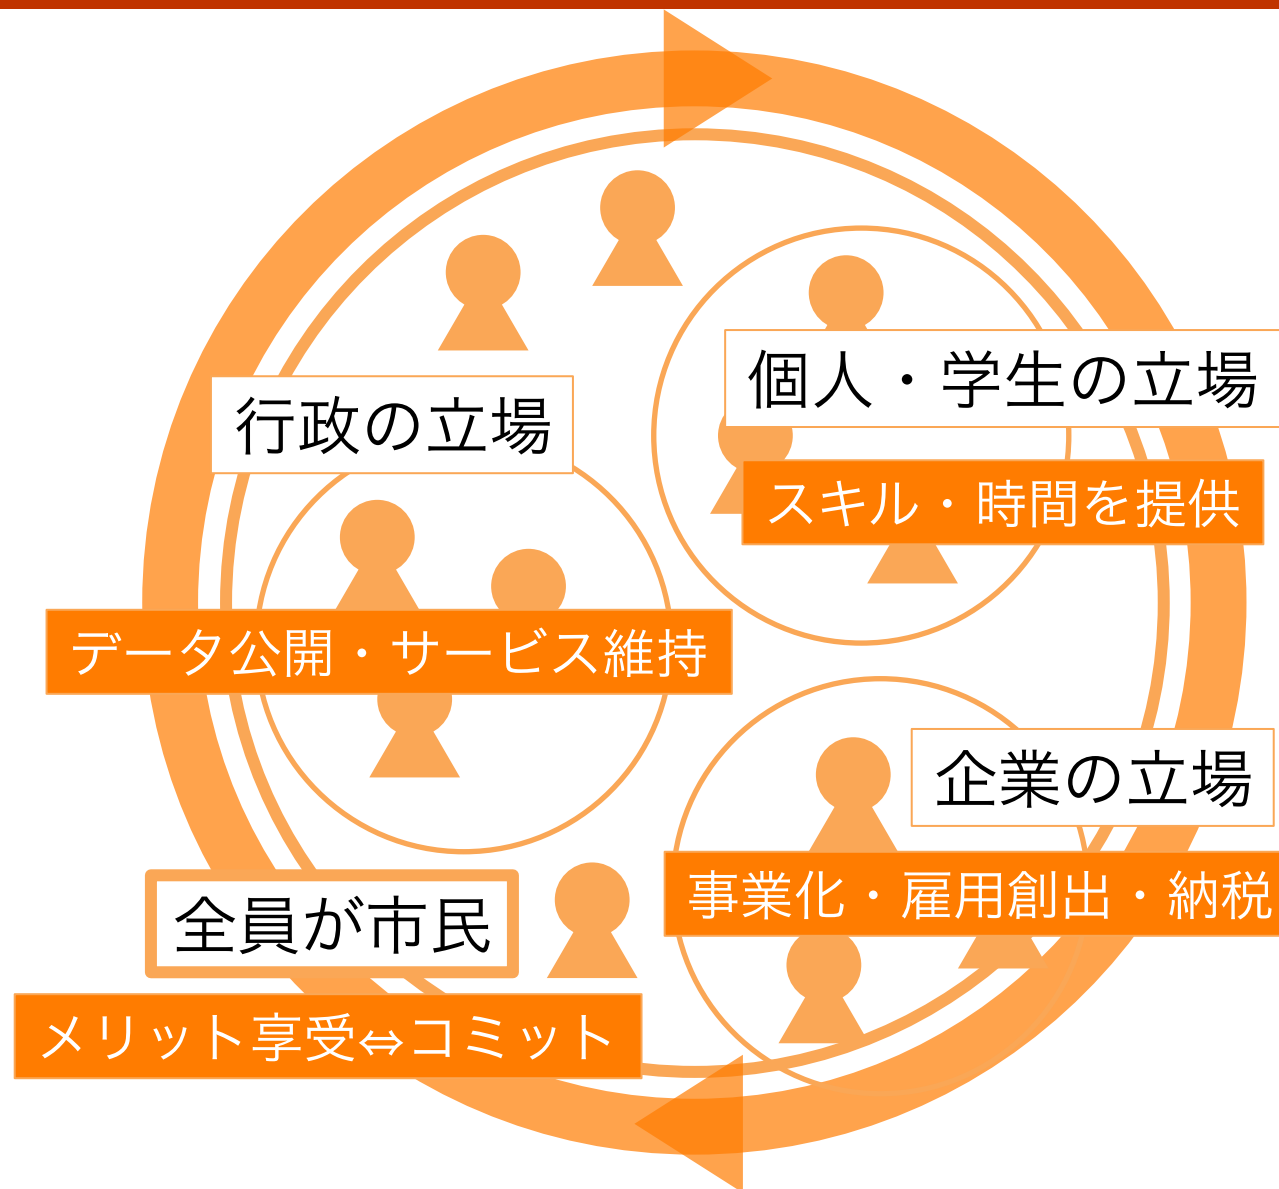 個人・学生の立場
スキル・時間を提供
行政の立場
データ公開・サービス維持
企業の立場
事業化・雇用創出・納税
全員が市民
メリット享受⇔コミット